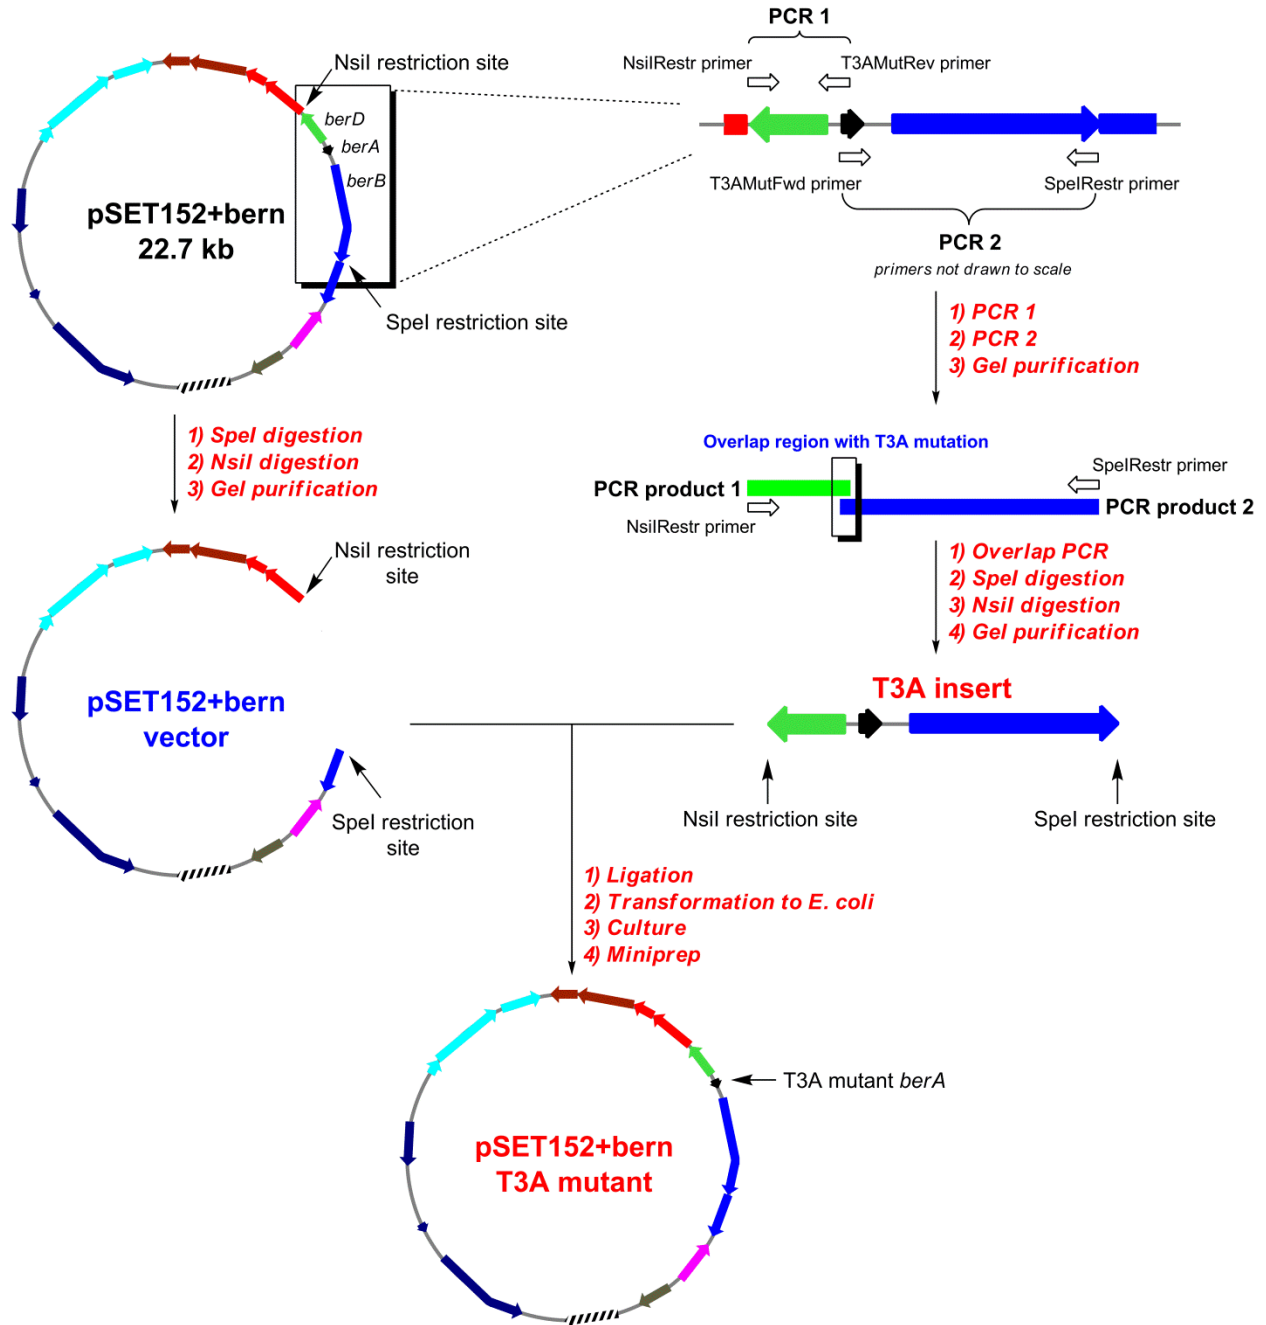 PCR 1
NsiIRestr primer
T3AMutRev primer
NsiI restriction site
berD
berA
berB
pSET152+bern
22.7 kb
T3AMutFwd primer
SpeIRestr primer
PCR 2
primers not drawn to scale
SpeI restriction site
1) PCR 1
2) PCR 2
3) Gel purification
1) SpeI digestion
2) NsiI digestion
3) Gel purification
Overlap region with T3A mutation
SpeIRestr primer
PCR product 1
PCR product 2
NsiIRestr primer
NsiI restriction
site
1) Overlap PCR
2) SpeI digestion
3) NsiI digestion
4) Gel purification
pSET152+bern
vector
T3A insert
SpeI restriction
site
NsiI restriction site
SpeI restriction site
1) Ligation
2) Transformation to E. coli
3) Culture
4) Miniprep
T3A mutant berA
pSET152+bern
T3A mutant